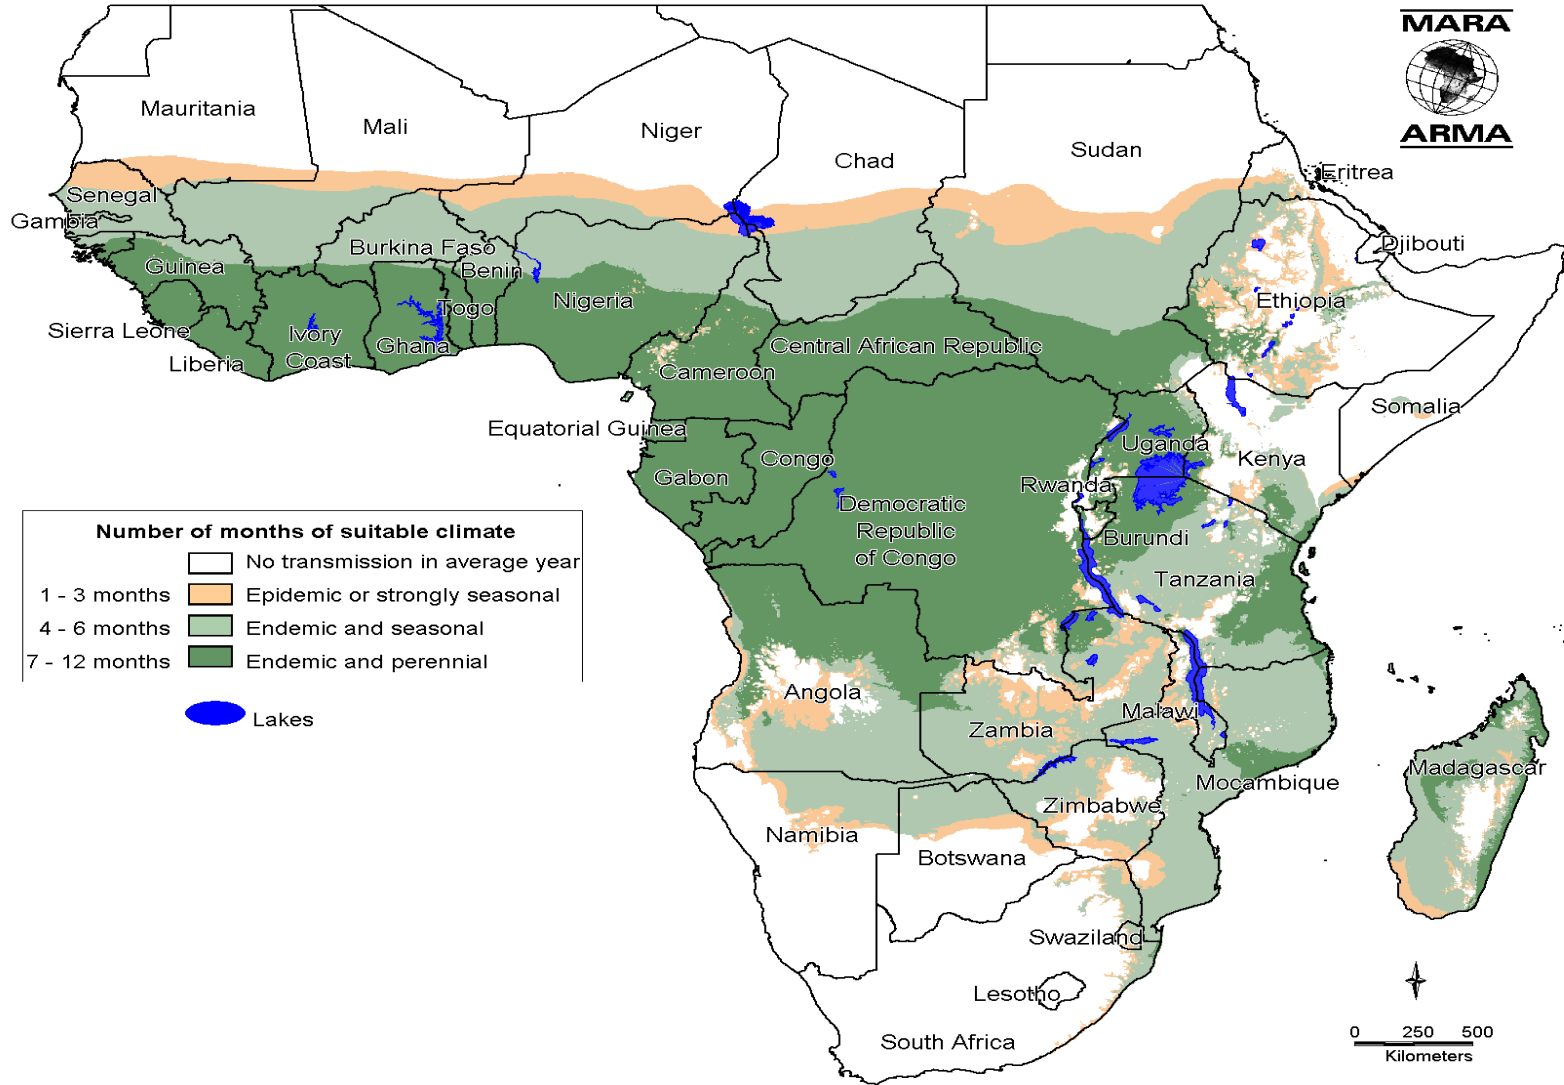 MARA
ARMA
Mauritania
Mali
Niger
Chad
Sudan
Eritrea
Senegal
Gambia
Burkina Faso
Benin
Djibouti
Guinea
Nigeria
Togo
Ethiopia
Sierra Leone
Ivory
Coast
Ghana
Liberia
Central African Republic
Cameroon
Somalia
Equatorial Guinea
Uganda
Kenya
Congo
Gabon
Rwanda
Democratic
Republic
of Congo
Burundi
Tanzania
Number of months of suitable climate
No transmission in average year
1 - 3 months Epidemic or strongly seasonal
4 - 6 months Endemic and seasonal
7 - 12 months Endemic and perennial
Lakes
Angola
Malawi
Zambia
Mocambique
Madagascar
Zimbabwe
Namibia
Botswana
Swaziland
Lesotho
South Africa
0 250 500
Kilometers